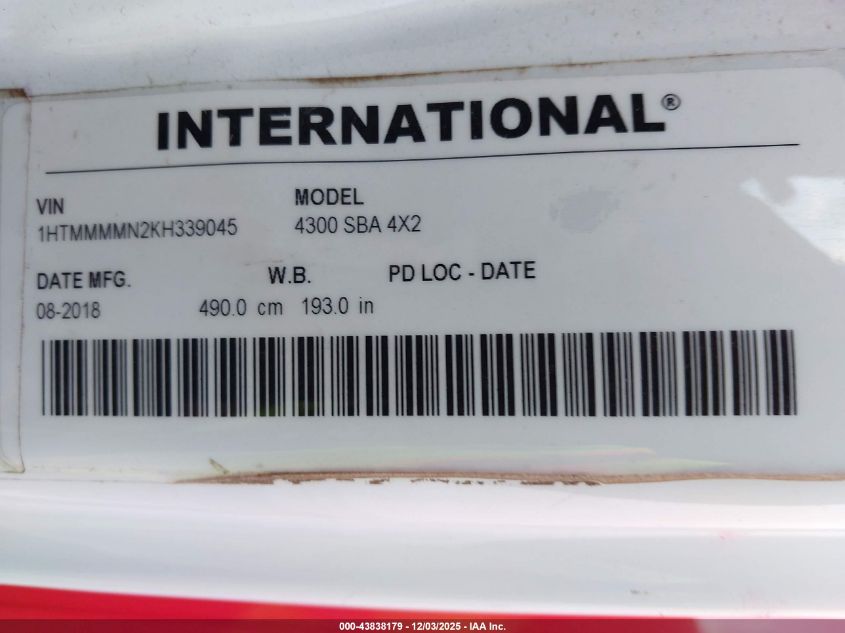 INTERNATIONAL®
VIN MODEL
1HTMMMMN2KH339045 4300 SBA 4X2
DATE MFG. W.B. PD LOC - DATE
08-2018 490.0 cm 193.0 in
000-43838179 - 12/03/2025 - IAA Inc.